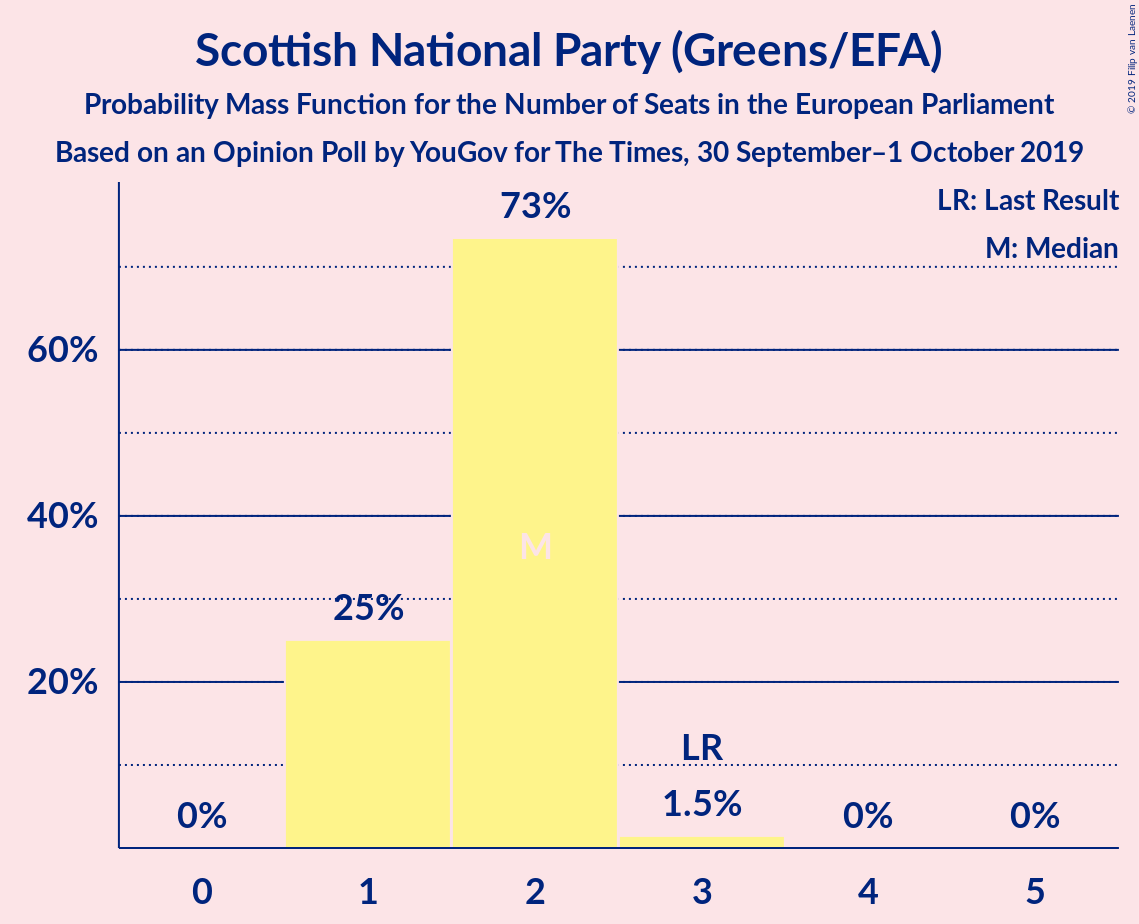 Scottish National Party (Greens/EFA)
Probability Mass Function for the Number of Seats in the European Parliament
Based on an Opinion Poll by YouGov for The Times, 30 September–1 October 2019
© 2019 Filip van Laenen
LR: Last Result
M: Median
73%
60%
40%
M
25%
20%
LR
1.5%
0%
0%
0%
0 1 2 3 4 5